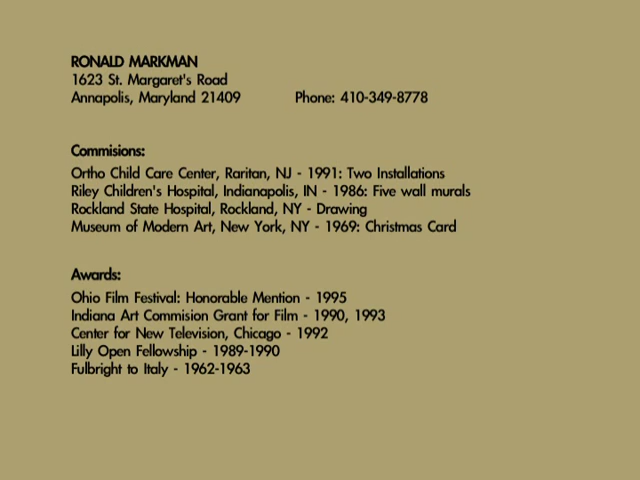 RONALD MARKMAN
1623 St. Margaret's Road
Annapolis, Maryland 21409 Phone: 410-349-8778
Commisions:
Ortho Child Care Center, Raritan, NJ - 1991: Two Installations
Riley Children's Hospital, Indianapolis, IN - 1986: Five wall murals
Rockland State Hospital, Rockland, NY - Drawing
Museum of Modern Art, New York, NY - 1969: Christmas Card
Awards:
Ohio Film Festival: Honorable Mention - 1995
Indiana Art Commision Grant for Film - 1990, 1993
Center for New Television, Chicago - 1992
Lilly Open Fellowship - 1989-1990
Fulbright to Italy - 1962-1963